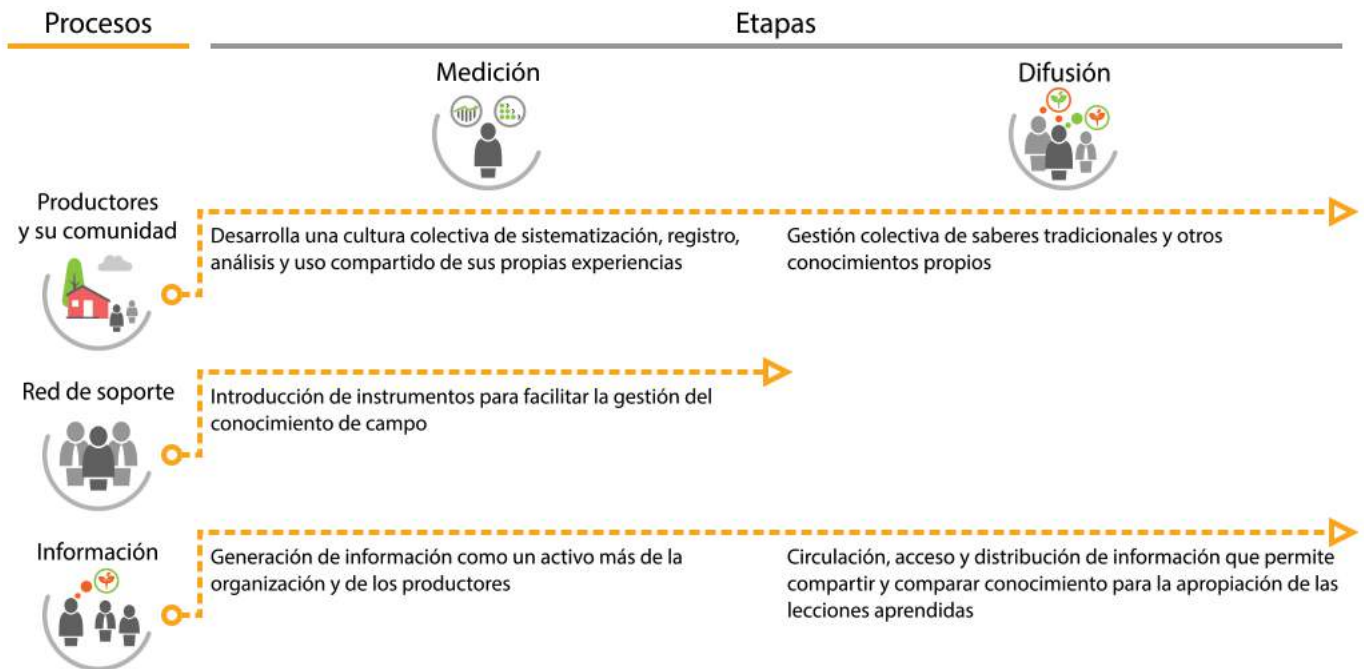 Procesos
Etapas
Medición
Difusión
Productores
y su comunidad
Desarrolla una cultura colectiva de sistematización, registro,
análisis y uso compartido de sus propias experiencias
Gestión colectiva de saberes tradicionales y otros
conocimientos propios
Red de soporte
Introducción de instrumentos para facilitar la gestión del
conocimiento de campo
Información
Generación de información como un activo más de la
organización y de los productores
Circulación, acceso y distribución de información que permite
compartir y comparar conocimiento para la apropiación de las
lecciones aprendidas